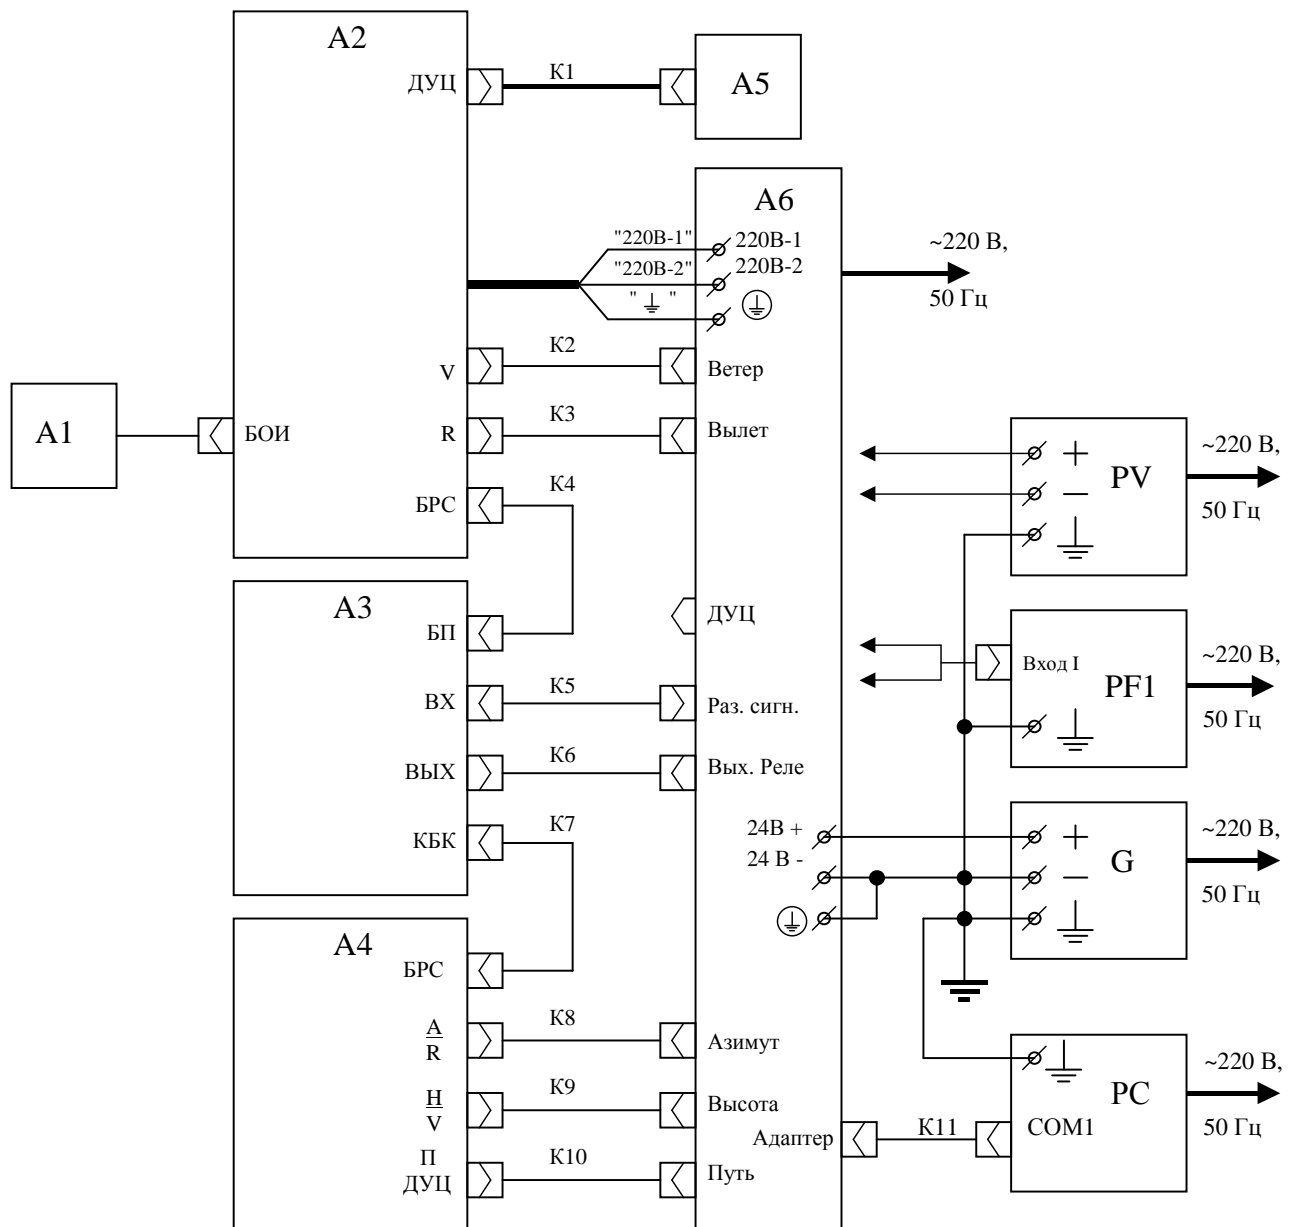 А2
ДУЦ
К1
А5
А6
"220В-1"
220В-1
~220 В,
"220В-2"
220В-2
" "
50 Гц
К2
V
Ветер
А1
БОИ
К3
R
Вылет
~220 В,
PV
К4
БРС
50 Гц
А3
БП
ДУЦ
~220 В,
Вход I
PF1
К5
ВХ
Раз. сигн.
50 Гц
К6
ВЫХ
Вых. Реле
К7
КБК
24В +
~220 В,
24 В -
G
50 Гц
А4
БРС
К8
А
R
Азимут
~220 В,
К9
Н
V
Высота
PC
Адаптер
К11
COM1
50 Гц
К10
П
ДУЦ
Путь